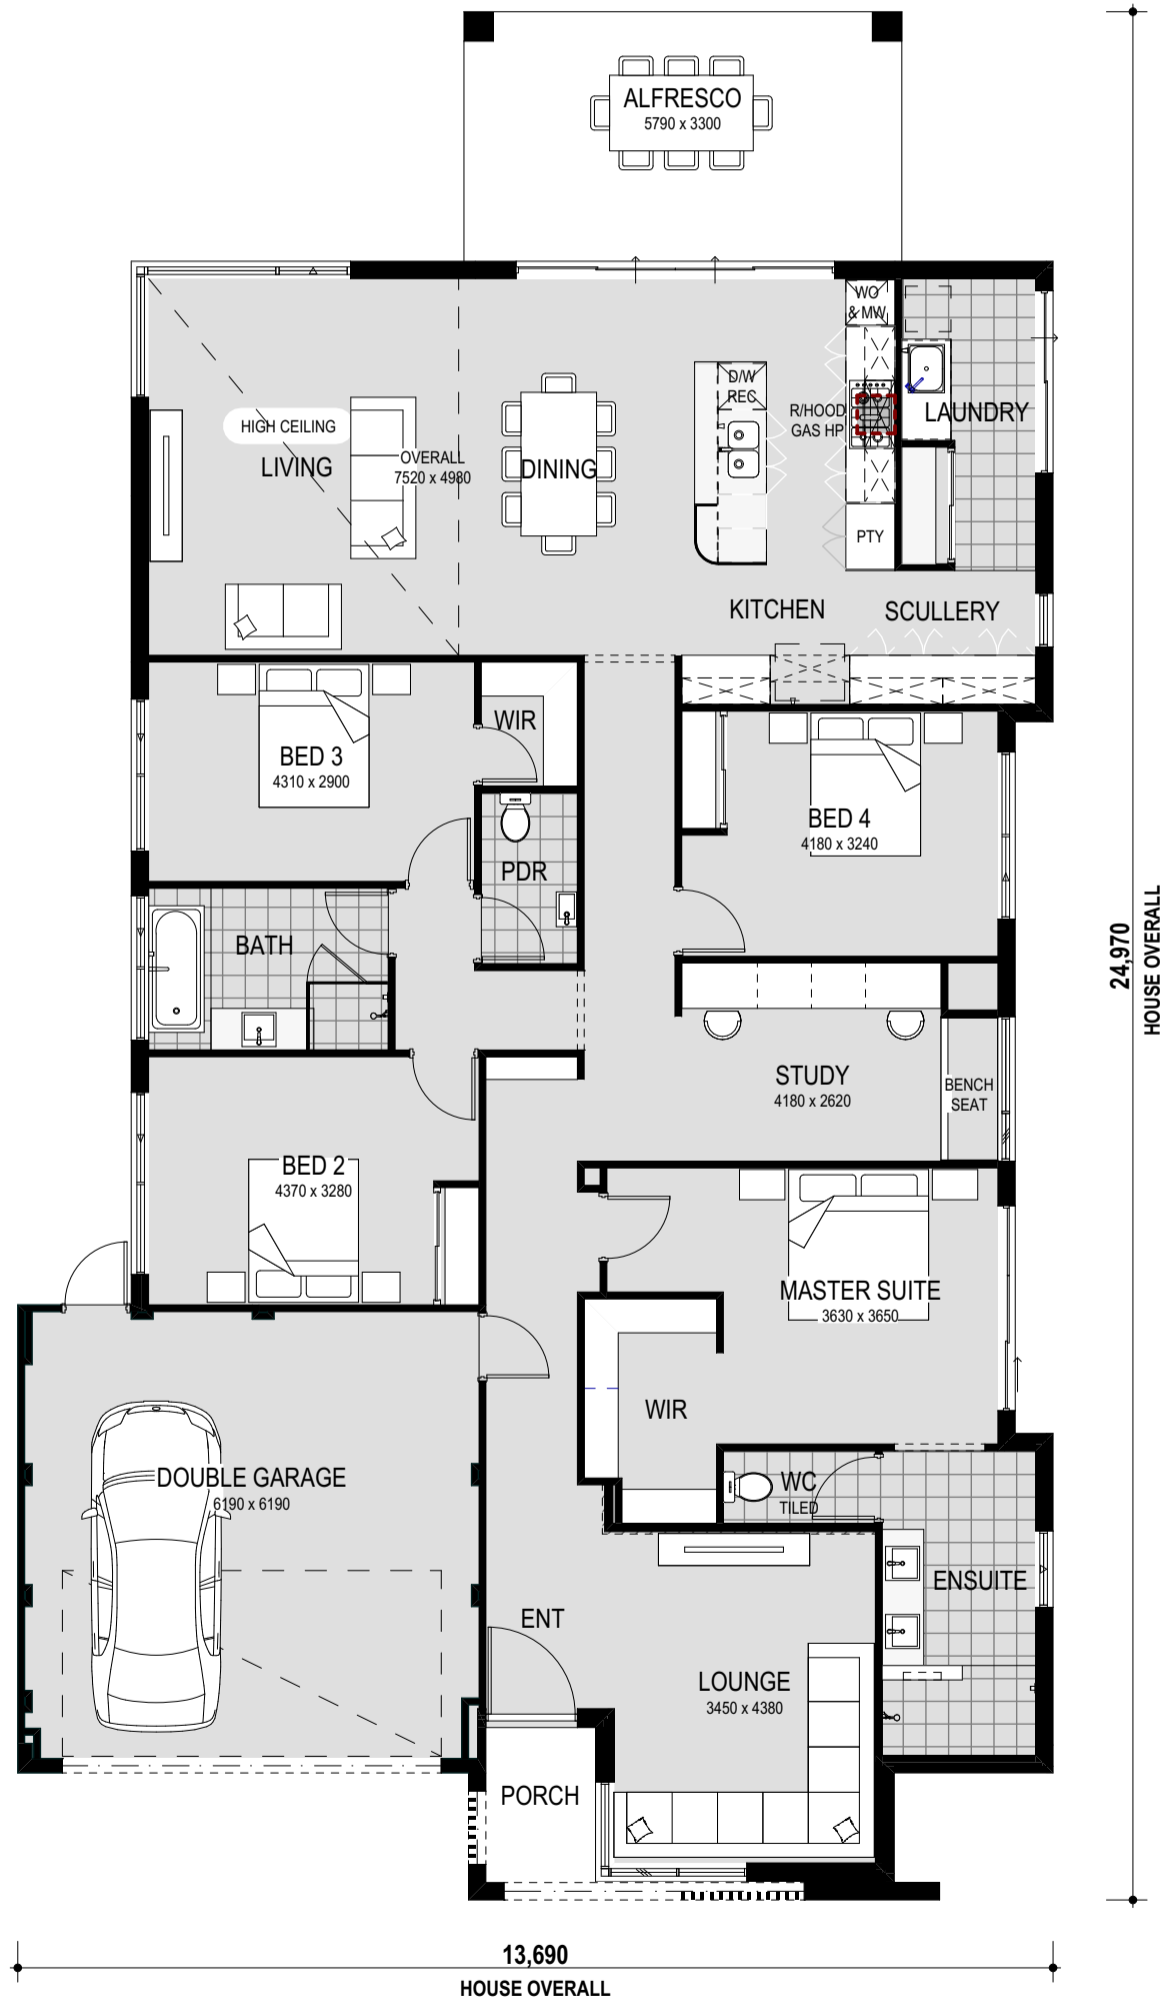 ALFRESCO
5790 x 3300
WO
& MW
D/W
REC
R/HOOD
GAS HP
LAUNDRY
HIGH CEILING
LIVING
OVERALL
7520 x 4980
DINING
PTY
KITCHEN
SCULLERY
WIR
BED 3
4310 x 2900
BED 4
4180 x 3240
PDR
BATH
24,970
HOUSE OVERALL
STUDY
4180 x 2620
BENCH
SEAT
BED 2
4370 x 3280
MASTER SUITE
3630 x 3650
WIR
DOUBLE GARAGE
6190 x 6190
WC
TILED
ENSUITE
ENT
LOUNGE
3450 x 4380
PORCH
13,690
HOUSE OVERALL